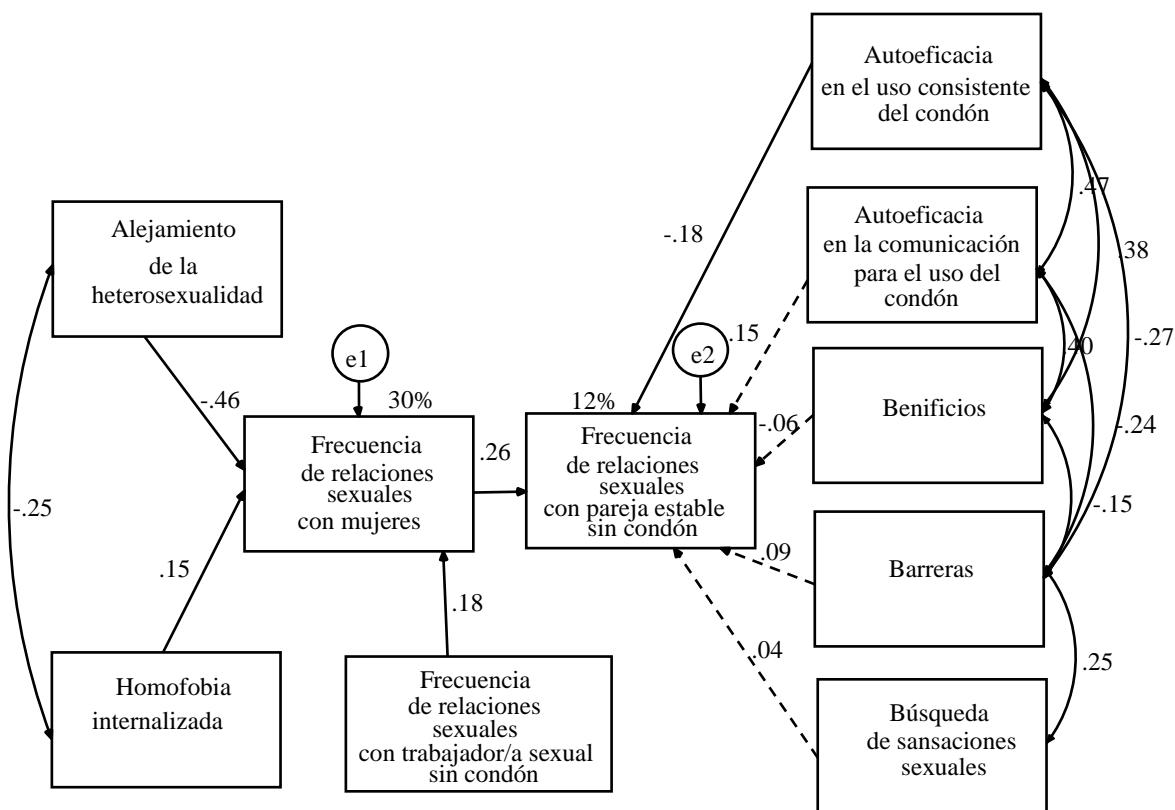 Autoeficacia
en el uso consistente
del condón
.47
Autoeficacia
en la comunicación
para el uso del
condón
.38
-.27
.40
Benificios
-.24
-.15
Barreras
.25
Búsqueda
de sansaciones
sexuales
-.18
.15
-.06
.09
.04
Alejamiento
de la
heterosexualidad
-.25
-.46
e1
30%
Frecuencia
de relaciones
sexuales
con mujeres
.26
e2
12%
Frecuencia
de relaciones
sexuales
con pareja estable
sin condón
.15
.18
Homofobia
internalizada
Frecuencia
de relaciones
sexuales
con trabajador/a sexual
sin condón